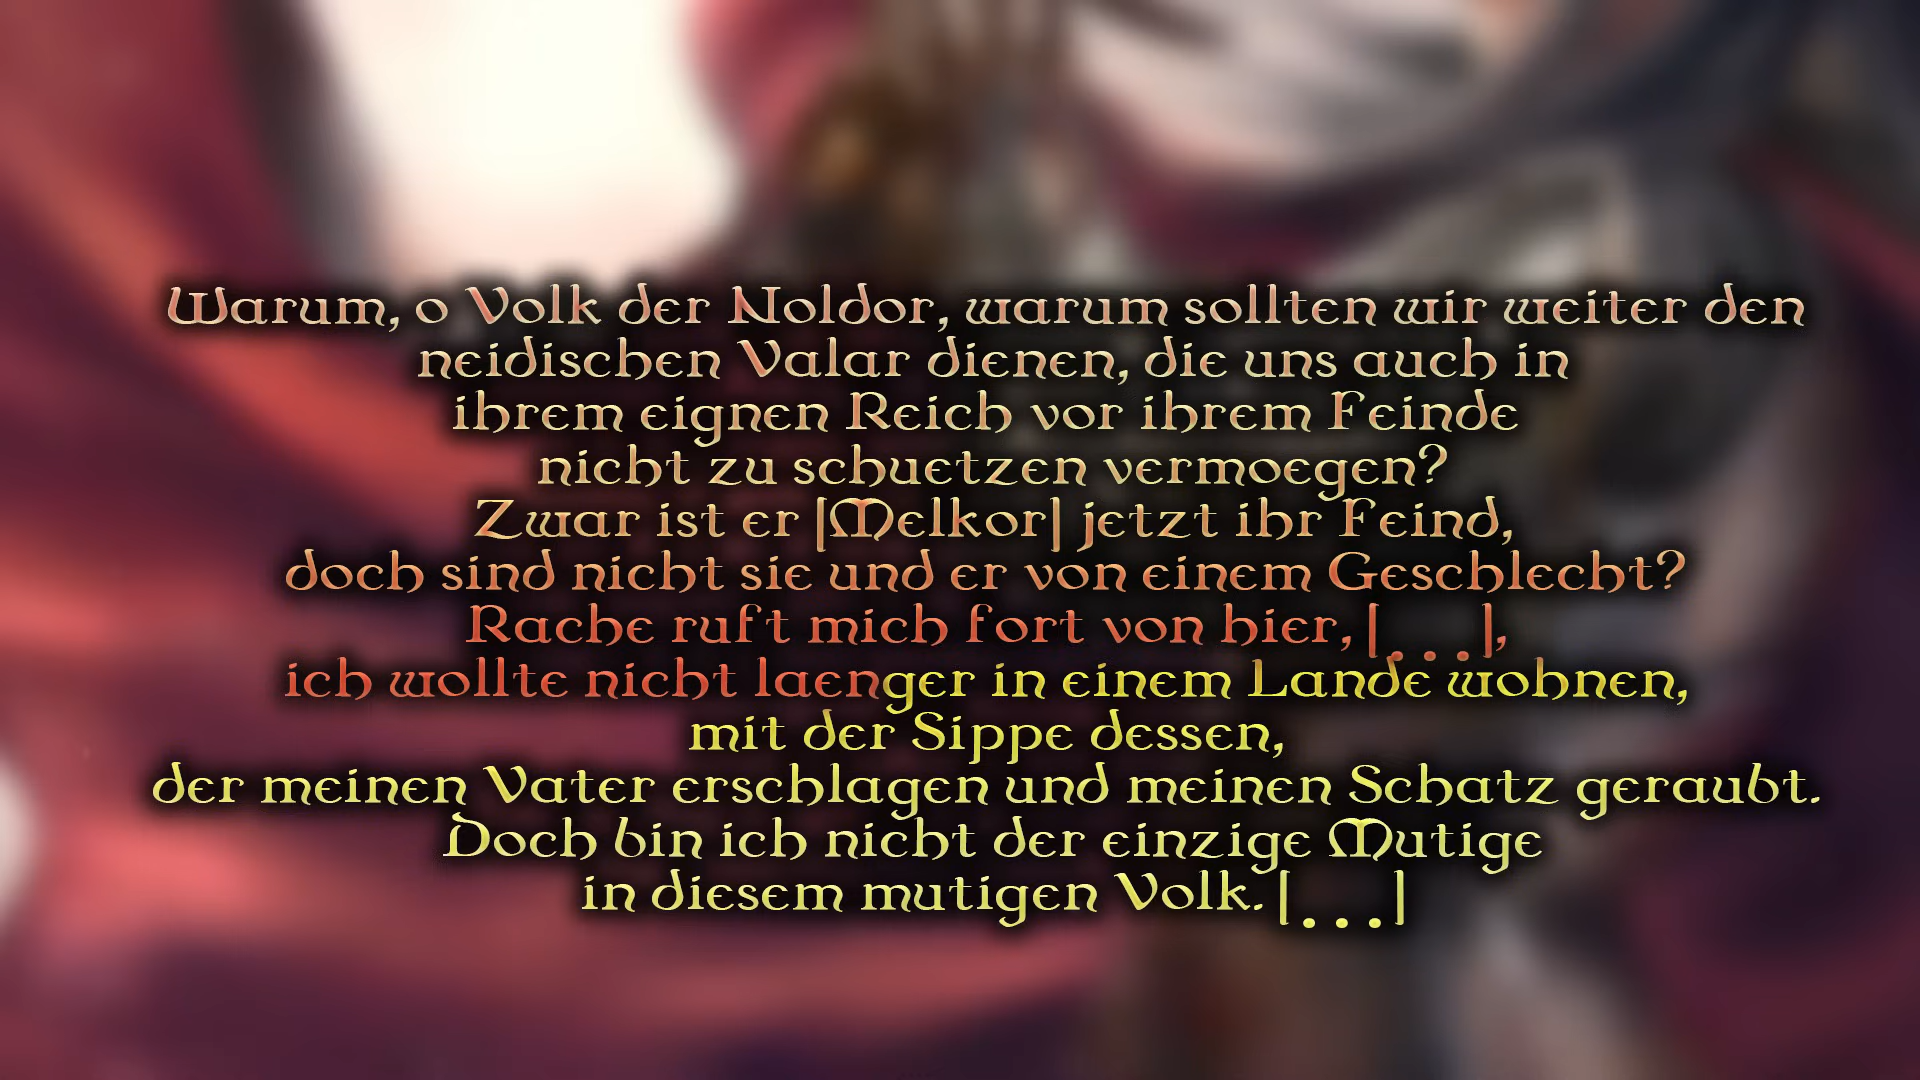 Warum, o Volk der Noldor, warum sollten wir weiter den
neidischen Valar dienen, die uns auch in
ihrem eignen Reich vor ihrem Feinde
nicht zu schuetzen vermoegen?
Zwar ist er [Melkor] jetzt ihr Feind,
doch sind nicht sie und er von einem Geschlecht?
Rache ruft mich fort von hier, [...],
ich wollte nicht laenger in einem Lande wohnen,
mit der Sippe dessen,
der meinen Vater erschlagen und meinen Schatz geraubt.
Doch bin ich nicht der einzige Mutige
in diesem mutigen Volk. [...]